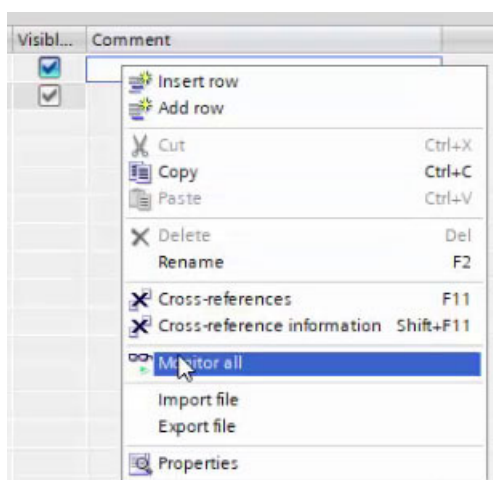 Visibl... Comment
Insert row
Add row
Cut Ctrl+X
Copy Ctrl+C
Paste Ctrl+V
Delete Del
Rename F2
Cross-references F11
Cross-reference information Shift+F11
Monitor all
Import file
Export file
Properties